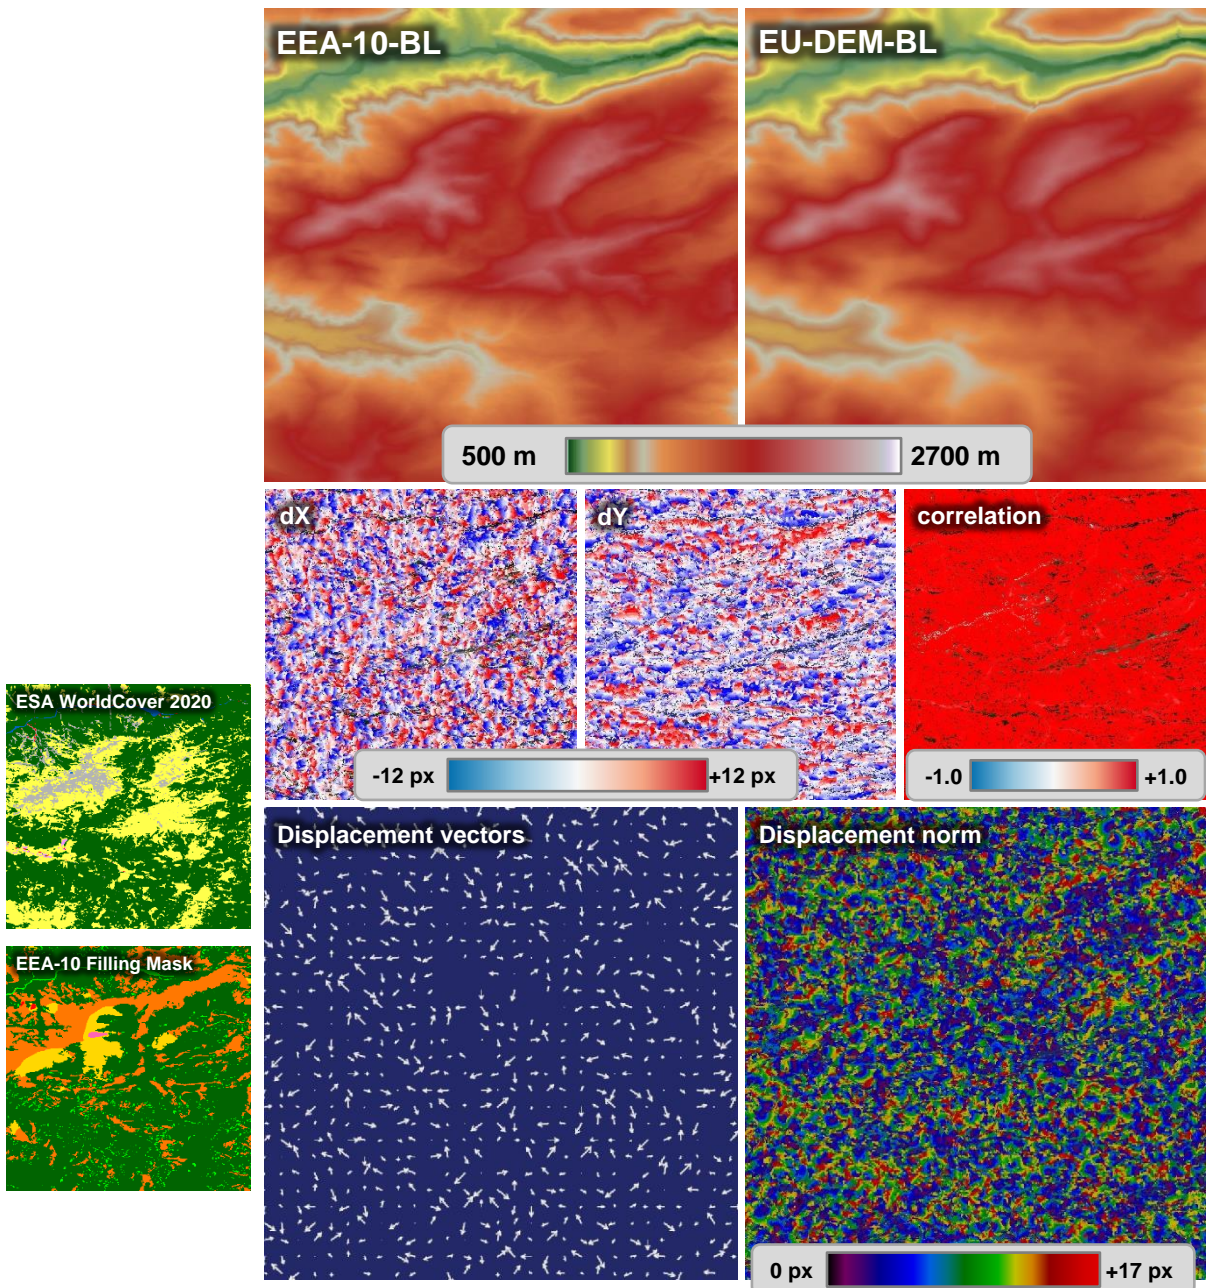 EEA-10-BL
EU-DEM-BL
500 m
2700 m
dX
dY
correlation
-12 px
+12 px
-1.0
+1.0
ESA WorldCover 2020
EEA-10 Filling Mask
Displacement vectors
Displacement norm
0 px
+17 px